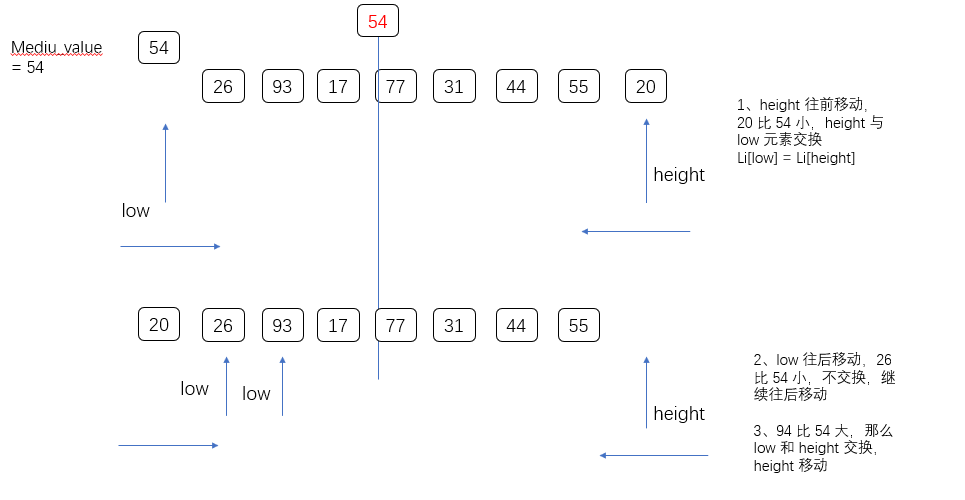 54
Mediu_value
= 54
54
26 93 17 77 31 44 55 20
1、height 往前移动，
20 比 54 小，height 与
low 元素交换
Li[low] = Li[height]
height
low
20 26 93 17 77 31 44 55
low low
height
2、low 往后移动，26
比 54 小，不交换，继
续往后移动
3、94 比 54 大，那么
low 和 height 交换，
height 移动